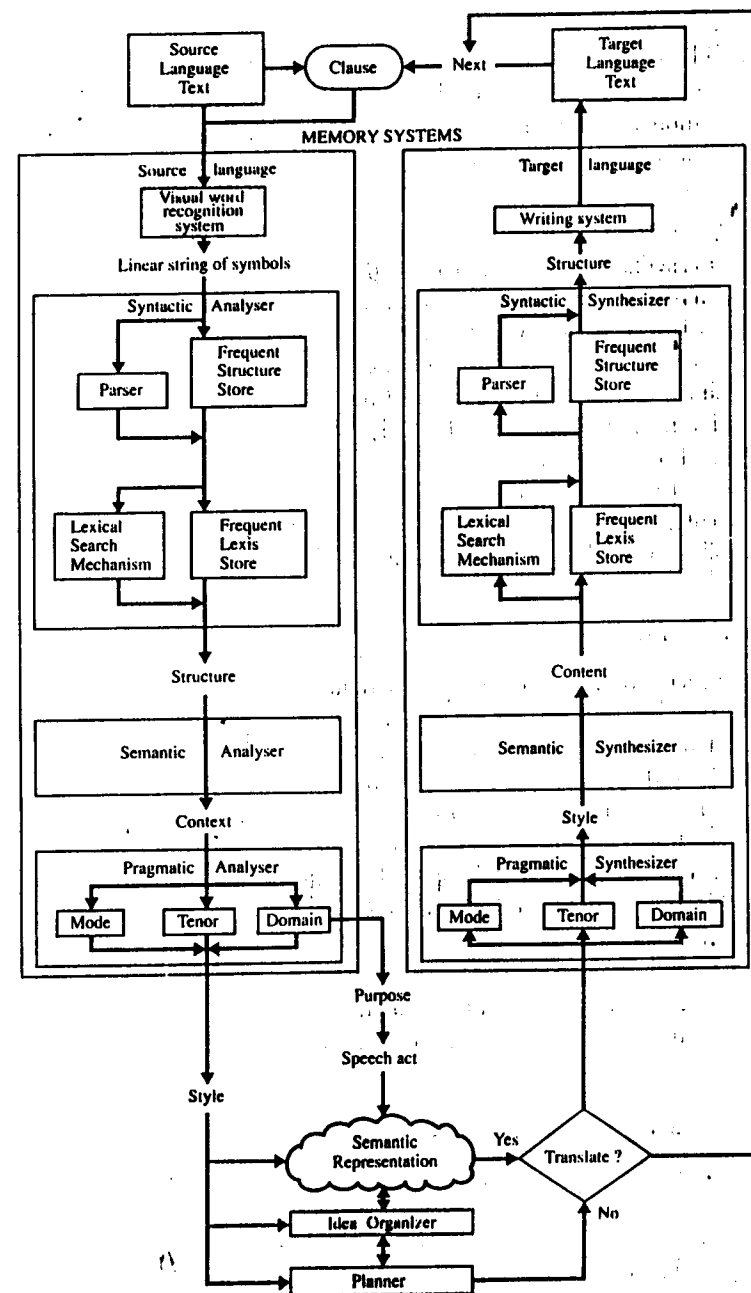 Source
Language
Text
Clause
Next
Target
Language
Text
MEMORY SYSTEMS
Source language
Visual word
recognition
system
Linear string of symbols
Syntactic Analyser
Parser
Frequent
Structure
Store
Lexical
Search
Mechanism
Frequent
Lexis
Store
Structure
Semantic Analyser
Context
Pragmatic Analyser
Mode
Tenor
Domain
Purpose
Speech act
Style
Semantic
Representation
Idea Organizer
Planner
Target language
Writing system
Structure
Syntactic Synthesizer
Parser
Frequent
Structure
Store
Lexical
Search
Mechanism
Frequent
Lexis
Store
Content
Semantic Synthesizer
Style
Pragmatic Synthesizer
Mode
Tenor
Domain
Yes
Translate ?
No